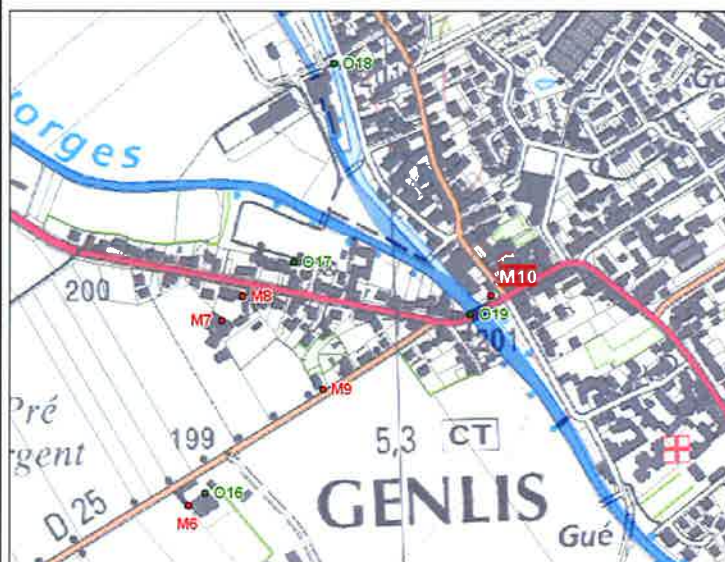 O18
orges
O17
M10
200
M8
M7
O19
201
M9
Pré
gent
199
5,3
CT
D 25
O16
M6
GENLIS
Gué